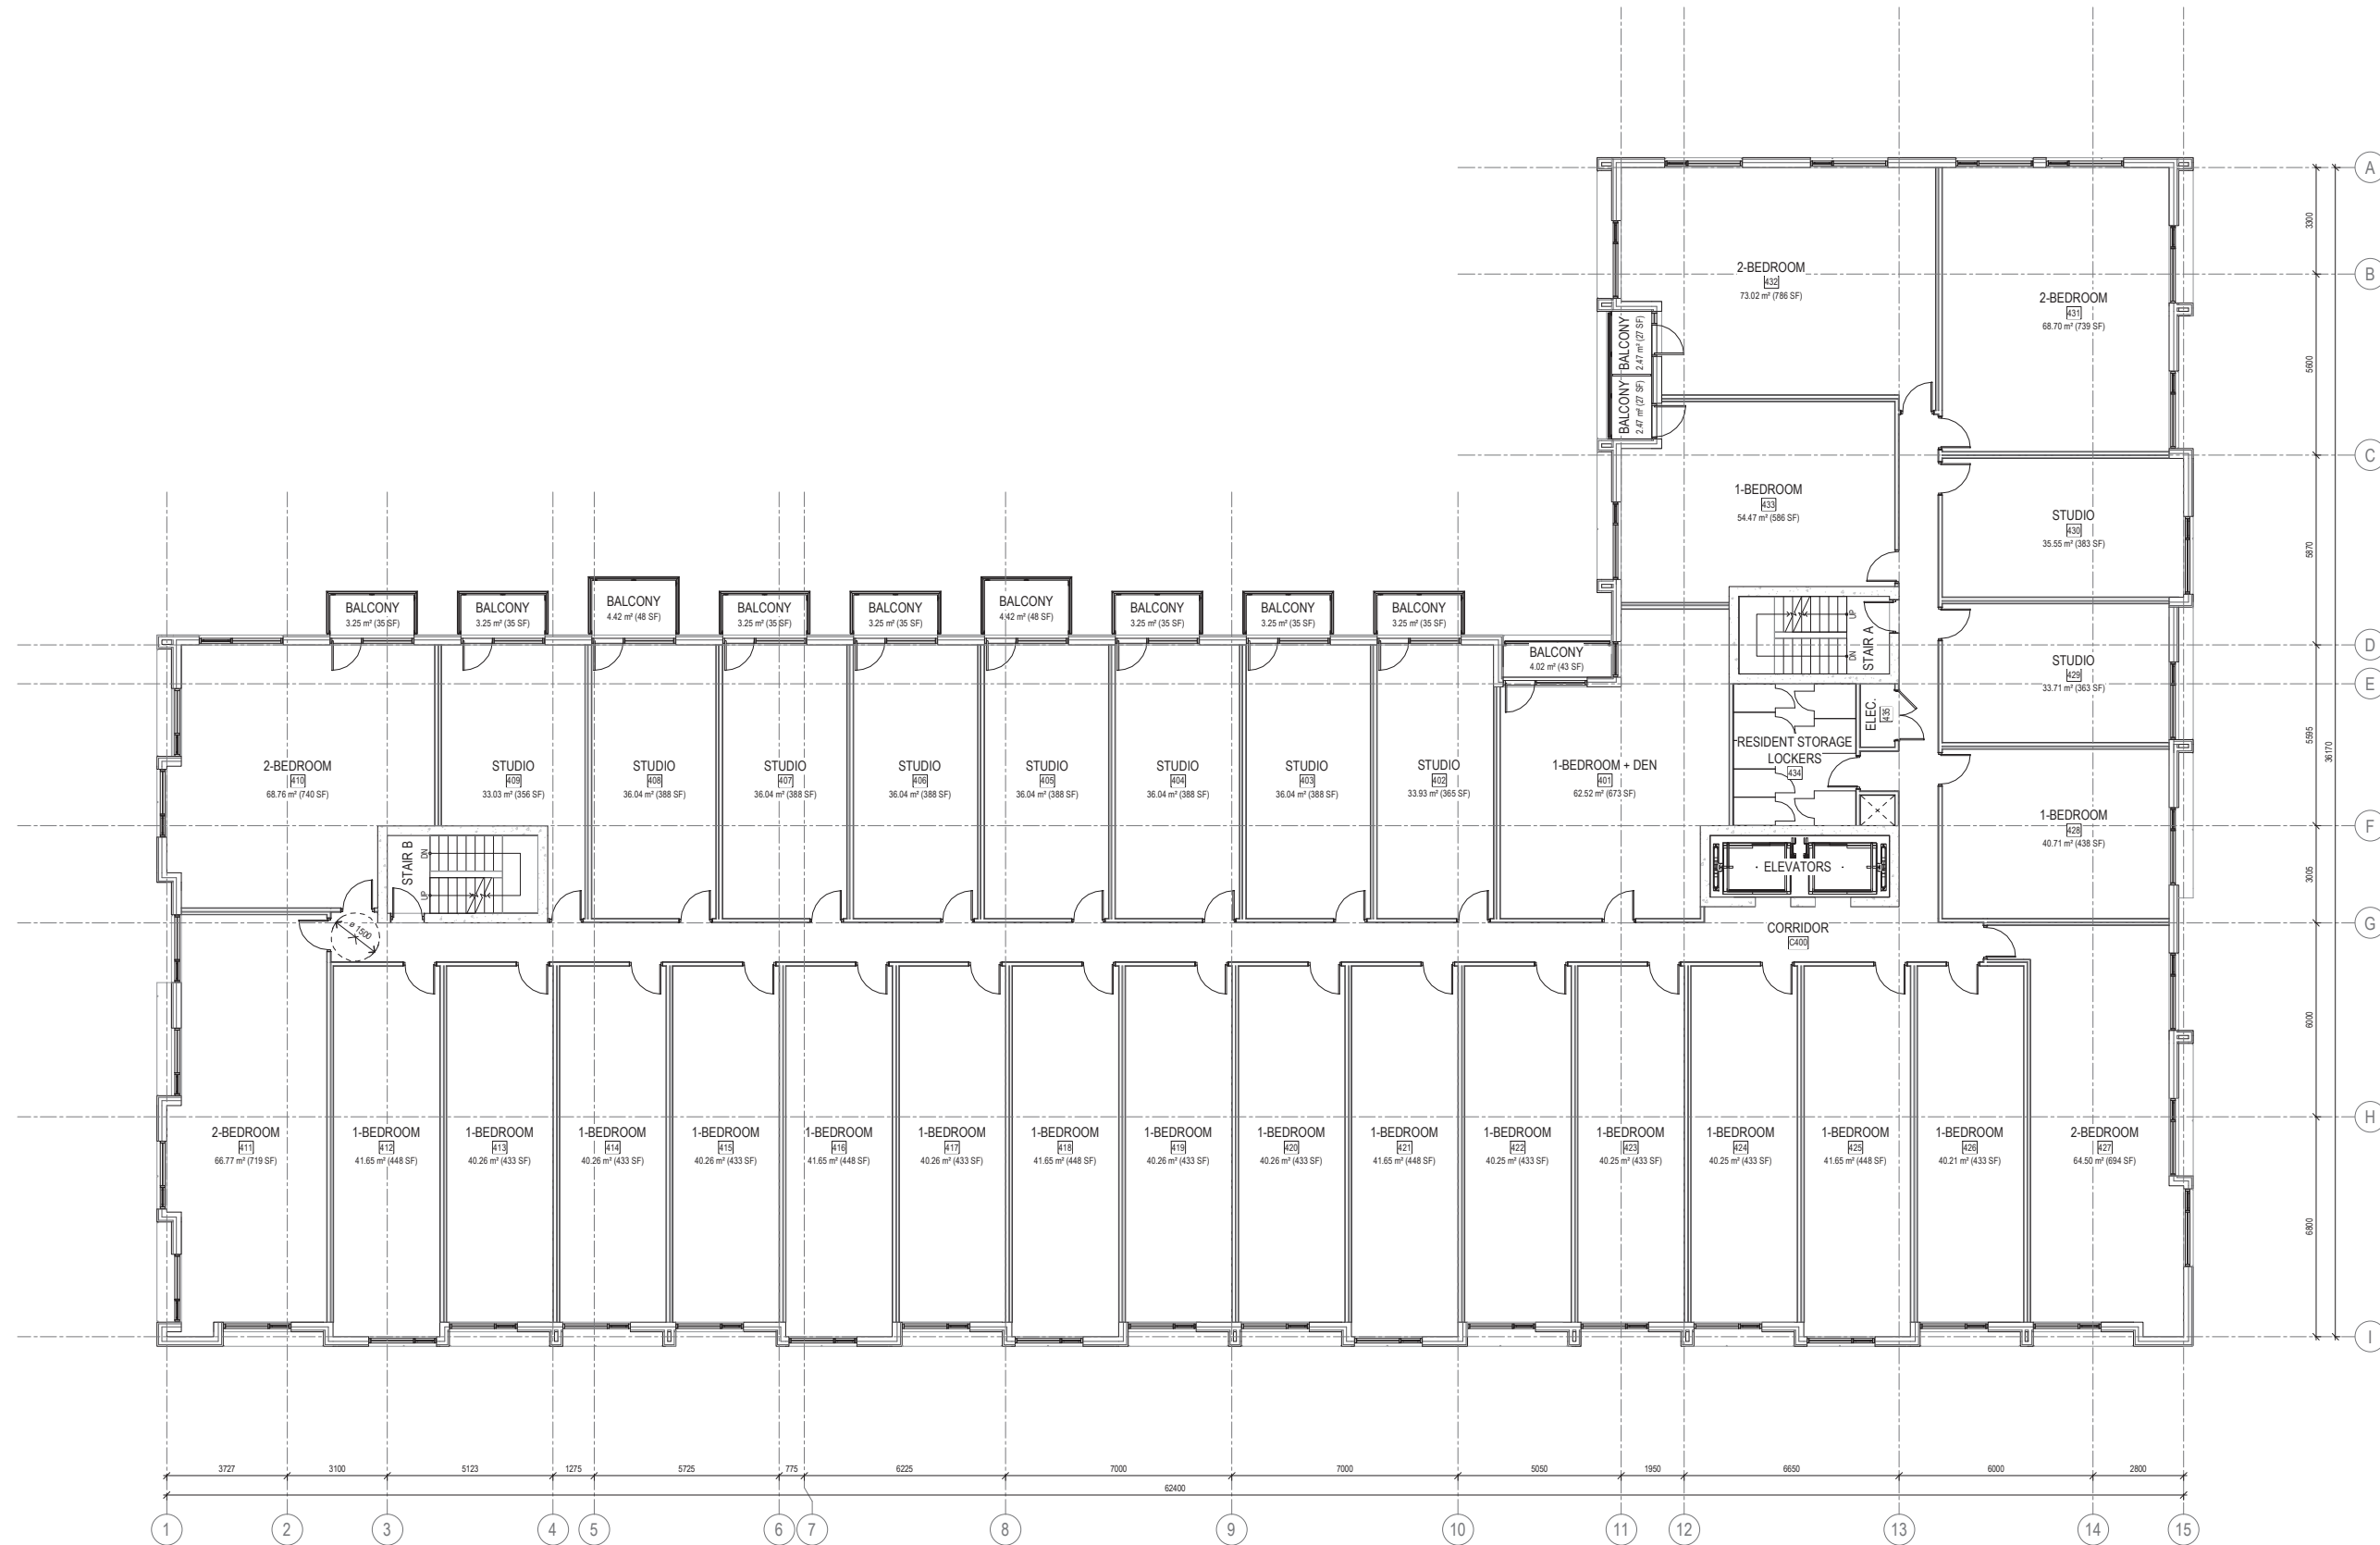 A
3300
2-BEDROOM
432
73.02 m² (786 SF)
B
2-BEDROOM
431
68.70 m² (739 SF)
BALCONY
2.47 m² (27 SF)
5600
BALCONY
2.47 m² (27 SF)
C
1-BEDROOM
433
54.47 m² (586 SF)
STUDIO
430
35.55 m² (383 SF)
5870
36170
BALCONY
3.25 m² (35 SF)
BALCONY
3.25 m² (35 SF)
BALCONY
4.42 m² (48 SF)
BALCONY
3.25 m² (35 SF)
BALCONY
3.25 m² (35 SF)
BALCONY
4.42 m² (48 SF)
BALCONY
3.25 m² (35 SF)
BALCONY
3.25 m² (35 SF)
BALCONY
3.25 m² (35 SF)
BALCONY
4.02 m² (43 SF)
UP
DN
STAIR A
D
STUDIO
429
33.71 m² (363 SF)
E
ELEC.
435
5595
RESIDENT STORAGE
LOCKERS
434
2-BEDROOM
410
68.76 m² (740 SF)
STUDIO
409
33.03 m² (356 SF)
STUDIO
408
36.04 m² (388 SF)
STUDIO
407
36.04 m² (388 SF)
STUDIO
406
36.04 m² (388 SF)
STUDIO
405
36.04 m² (388 SF)
STUDIO
404
36.04 m² (388 SF)
STUDIO
403
36.04 m² (388 SF)
STUDIO
402
33.93 m² (365 SF)
1-BEDROOM + DEN
401
62.52 m² (673 SF)
1-BEDROOM
428
40.71 m² (438 SF)
F
STAIR B
DN
UP
ELEVATORS
3005
ø 1500
CORRIDOR
C400
G
6000
H
2-BEDROOM
411
66.77 m² (719 SF)
1-BEDROOM
412
41.65 m² (448 SF)
1-BEDROOM
413
40.26 m² (433 SF)
1-BEDROOM
414
40.26 m² (433 SF)
1-BEDROOM
415
40.26 m² (433 SF)
1-BEDROOM
416
41.65 m² (448 SF)
1-BEDROOM
417
40.26 m² (433 SF)
1-BEDROOM
418
41.65 m² (448 SF)
1-BEDROOM
419
40.26 m² (433 SF)
1-BEDROOM
420
40.26 m² (433 SF)
1-BEDROOM
421
41.65 m² (448 SF)
1-BEDROOM
422
40.25 m² (433 SF)
1-BEDROOM
423
40.25 m² (433 SF)
1-BEDROOM
424
40.25 m² (433 SF)
1-BEDROOM
425
41.65 m² (448 SF)
1-BEDROOM
426
40.21 m² (433 SF)
2-BEDROOM
427
64.50 m² (694 SF)
6800
I
3727 3100 5123 1275 5725 775 6225 7000 7000 5050 1950 6650 6000 2800
62400
1 2 3 4 5 6 7 8 9 10 11 12 13 14 15